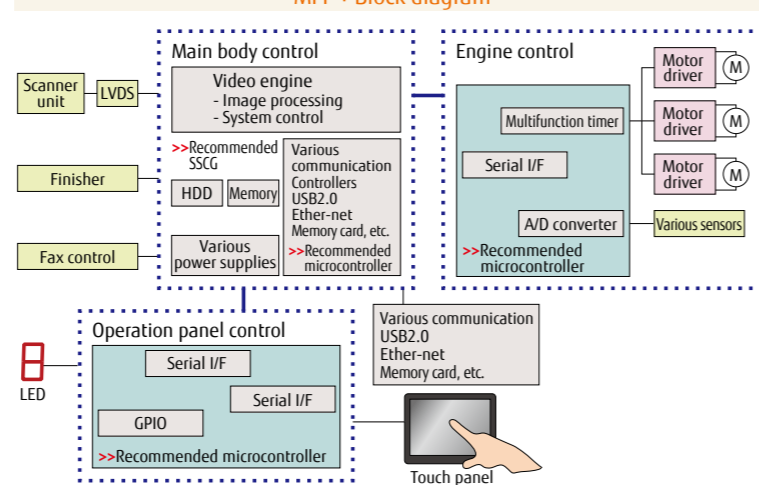 MFP > Block diagram
Main body control
Video engine
- Image processing
- System control
>>Recommended
SSCG
HDD
Memory
Various
communication
Controllers
USB2.0
Ether-net
Memory card, etc.
>>Recommended
microcontroller
Various
power supplies
Scanner
unit
LVDS
Finisher
Fax control
Engine control
Multifunction timer
Serial I/F
A/D converter
>>Recommended
microcontroller
Motor
driver
M
Motor
driver
M
Motor
driver
M
Various sensors
Operation panel control
Serial I/F
Serial I/F
GPIO
>>Recommended microcontroller
LED
Various communication
USB2.0
Ether-net
Memory card, etc.
Touch panel